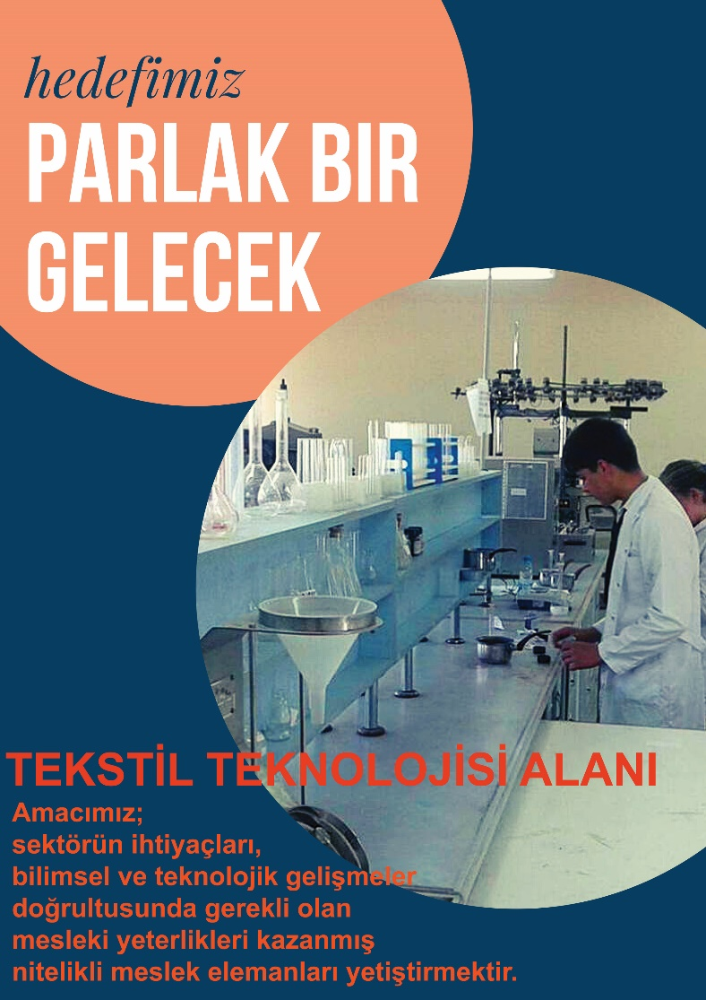 hedefimiz
PARLAK BIR
GELECEK
TEKSTİL TEKNOLOJİSİ ALANI
Amacımız;
sektörün ihtiyaçları,
bilimsel ve teknolojik gelişmeler
doğrultusunda gerekli olan
mesleki yeterlikleri kazanmış
nitelikli meslek elemanları yetiştirmektir.